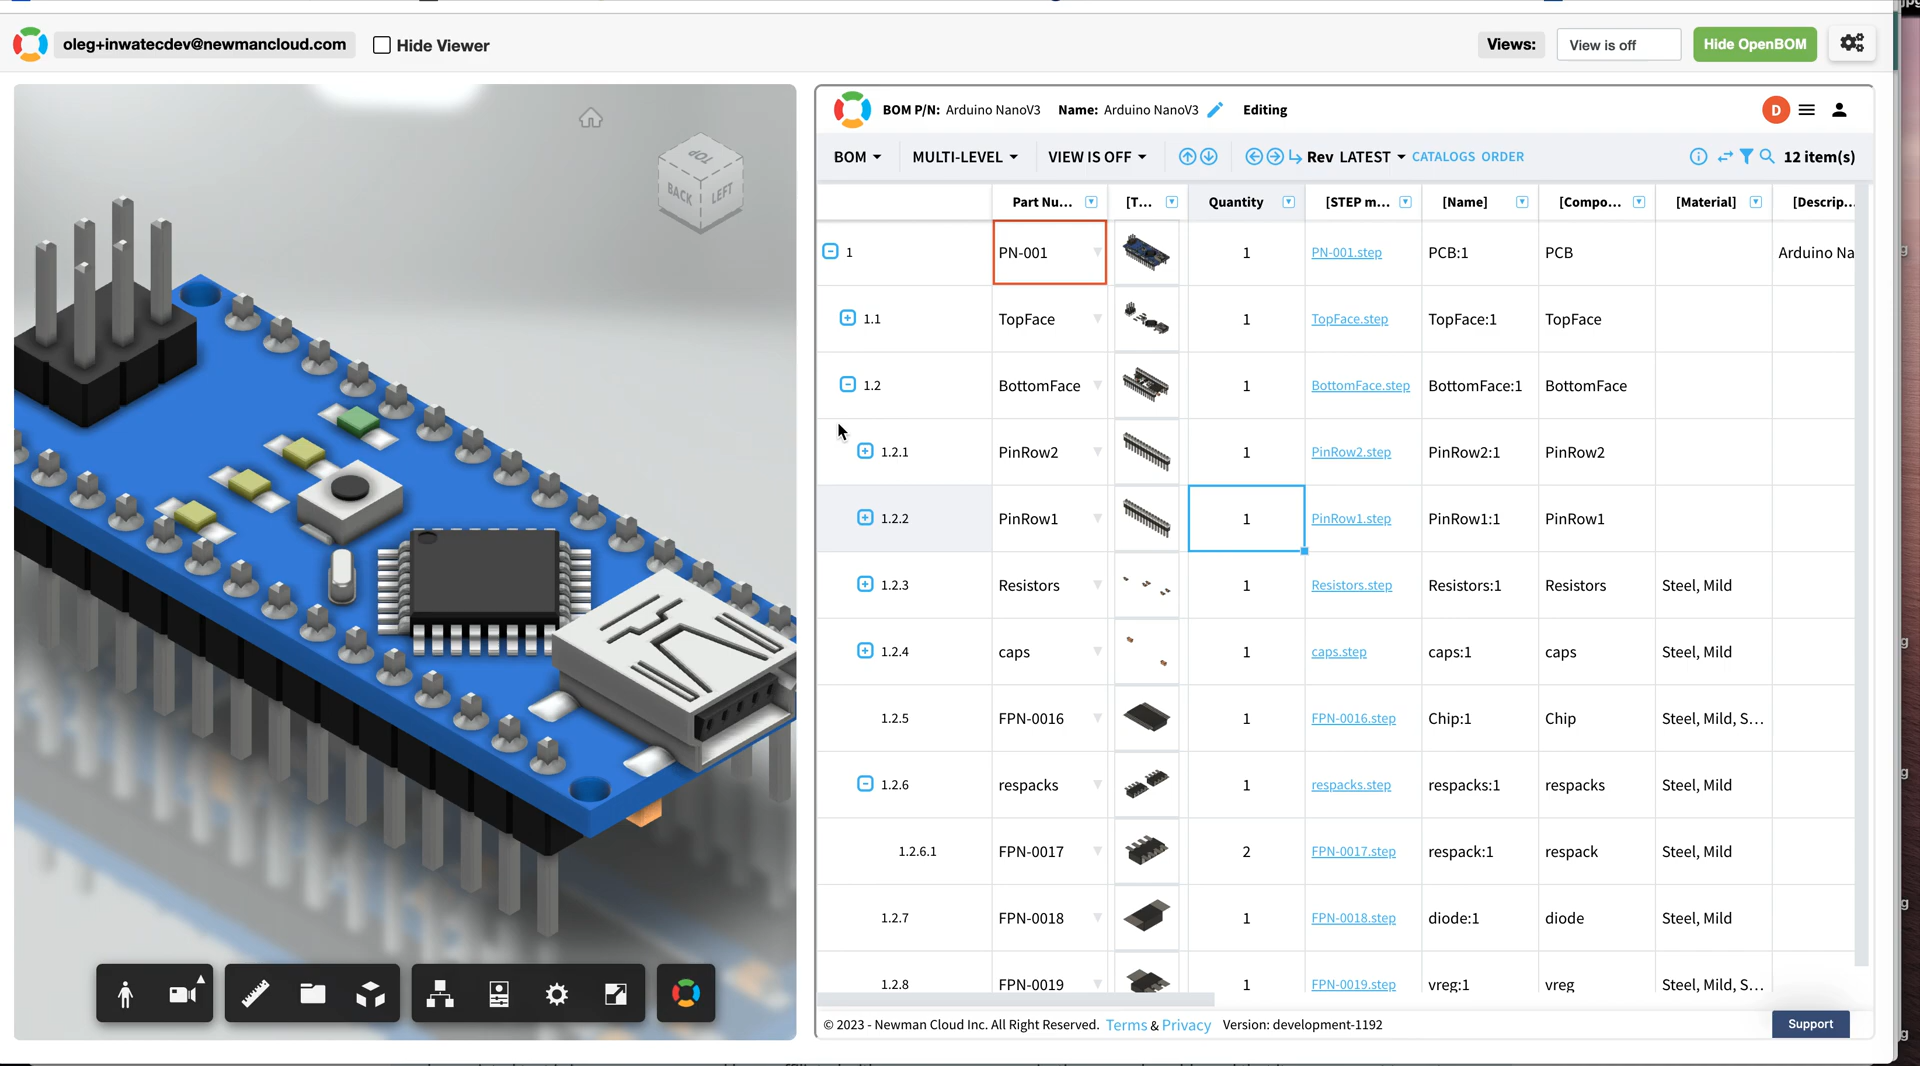 oleg+inwatecdev@newmancloud.com Hide Viewer Views: View is off Hide OpenBOM
BOM P/N: Arduino NanoV3 Name: Arduino NanoV3 Editing D
BOM MULTI-LEVEL VIEW IS OFF Rev LATEST CATALOGS ORDER 12 item(s)
Part Nu... [T... Quantity [STEP m... [Name] [Compo... [Material] [Descrip...
1 PN-001 1 PN-001.step PCB:1 PCB Arduino Na
1.1 TopFace 1 TopFace.step TopFace:1 TopFace
1.2 BottomFace 1 BottomFace.step BottomFace:1 BottomFace
1.2.1 PinRow2 1 PinRow2.step PinRow2:1 PinRow2
1.2.2 PinRow1 1 PinRow1.step PinRow1:1 PinRow1
1.2.3 Resistors 1 Resistors.step Resistors:1 Resistors Steel, Mild
1.2.4 caps 1 caps.step caps:1 caps Steel, Mild
1.2.5 FPN-0016 1 FPN-0016.step Chip:1 Chip Steel, Mild, S...
1.2.6 respacks 1 respacks.step respacks:1 respacks Steel, Mild
1.2.6.1 FPN-0017 2 FPN-0017.step respack:1 respack Steel, Mild
1.2.7 FPN-0018 1 FPN-0018.step diode:1 diode Steel, Mild
1.2.8 FPN-0019 1 FPN-0019.step vreg:1 vreg Steel, Mild, S...
© 2023 - Newman Cloud Inc. All Right Reserved. Terms & Privacy Version: development-1192
Support
TOP
BACK LEFT